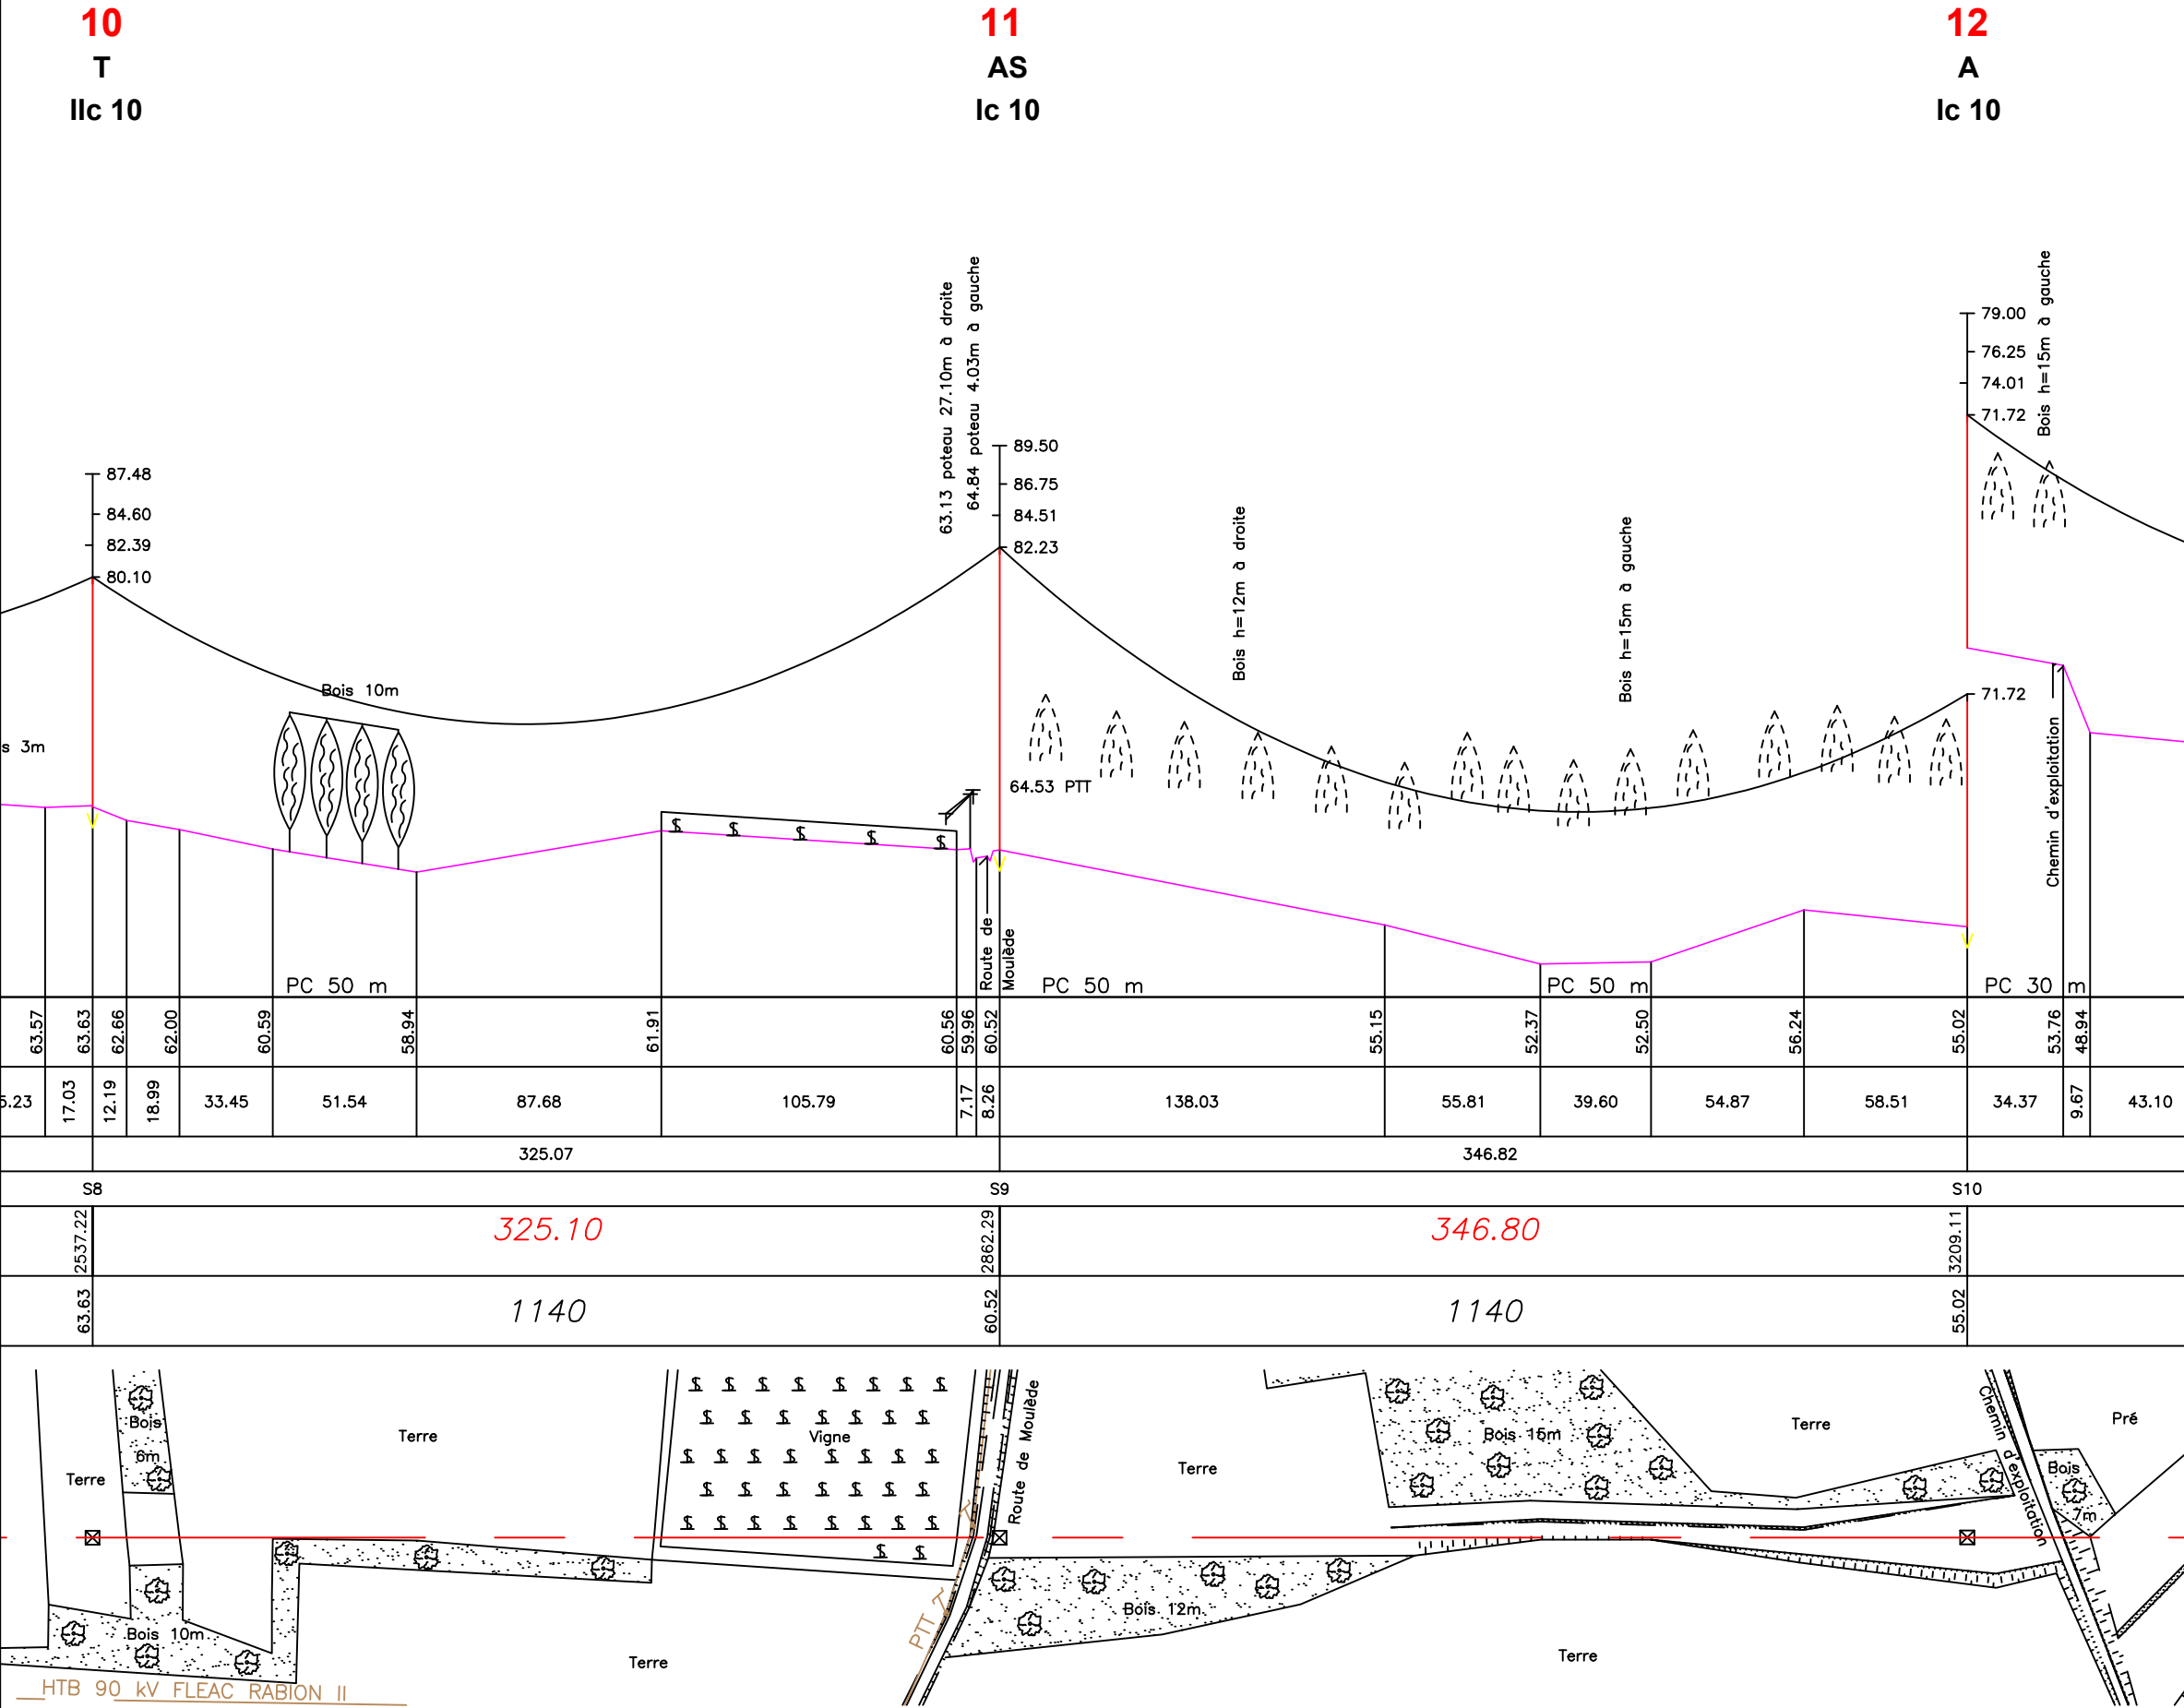 10
T
IIc 10
11
AS
Ic 10
12
A
Ic 10
87.48
84.60
82.39
80.10
63.13 poteau 27.10m à droite
64.84 poteau 4.03m à gauche
89.50
86.75
84.51
82.23
Bois h=12m à droite
Bois h=15m à gauche
79.00
76.25
74.01
71.72
Bois h=15m à gauche
71.72
s 3m
Bois 10m
64.53 PTT
Route de
Moulède
Chemin d'exploitation
PC 50 m
PC 50 m
PC 50 m
PC 30 m
63.57
63.63
62.66
62.00
60.59
58.94
61.91
60.56
59.96
60.52
55.15
52.37
52.50
56.24
55.02
53.76
48.94
5.23
17.03
12.19
18.99
33.45
51.54
87.68
105.79
7.17
8.26
138.03
55.81
39.60
54.87
58.51
34.37
9.67
43.10
325.07
346.82
S8
S9
S10
2537.22
325.10
2862.29
346.80
3209.11
63.63
1140
60.52
1140
55.02
Bois
6m
Terre
Terre
Vigne
Route de Moulède
Terre
Bois 15m
Terre
Chemin d'exploitation
Pré
Bois
7m
Bois 10m
Terre
PTT
Bois 12m
Terre
HTB 90 kV FLEAC RABION II